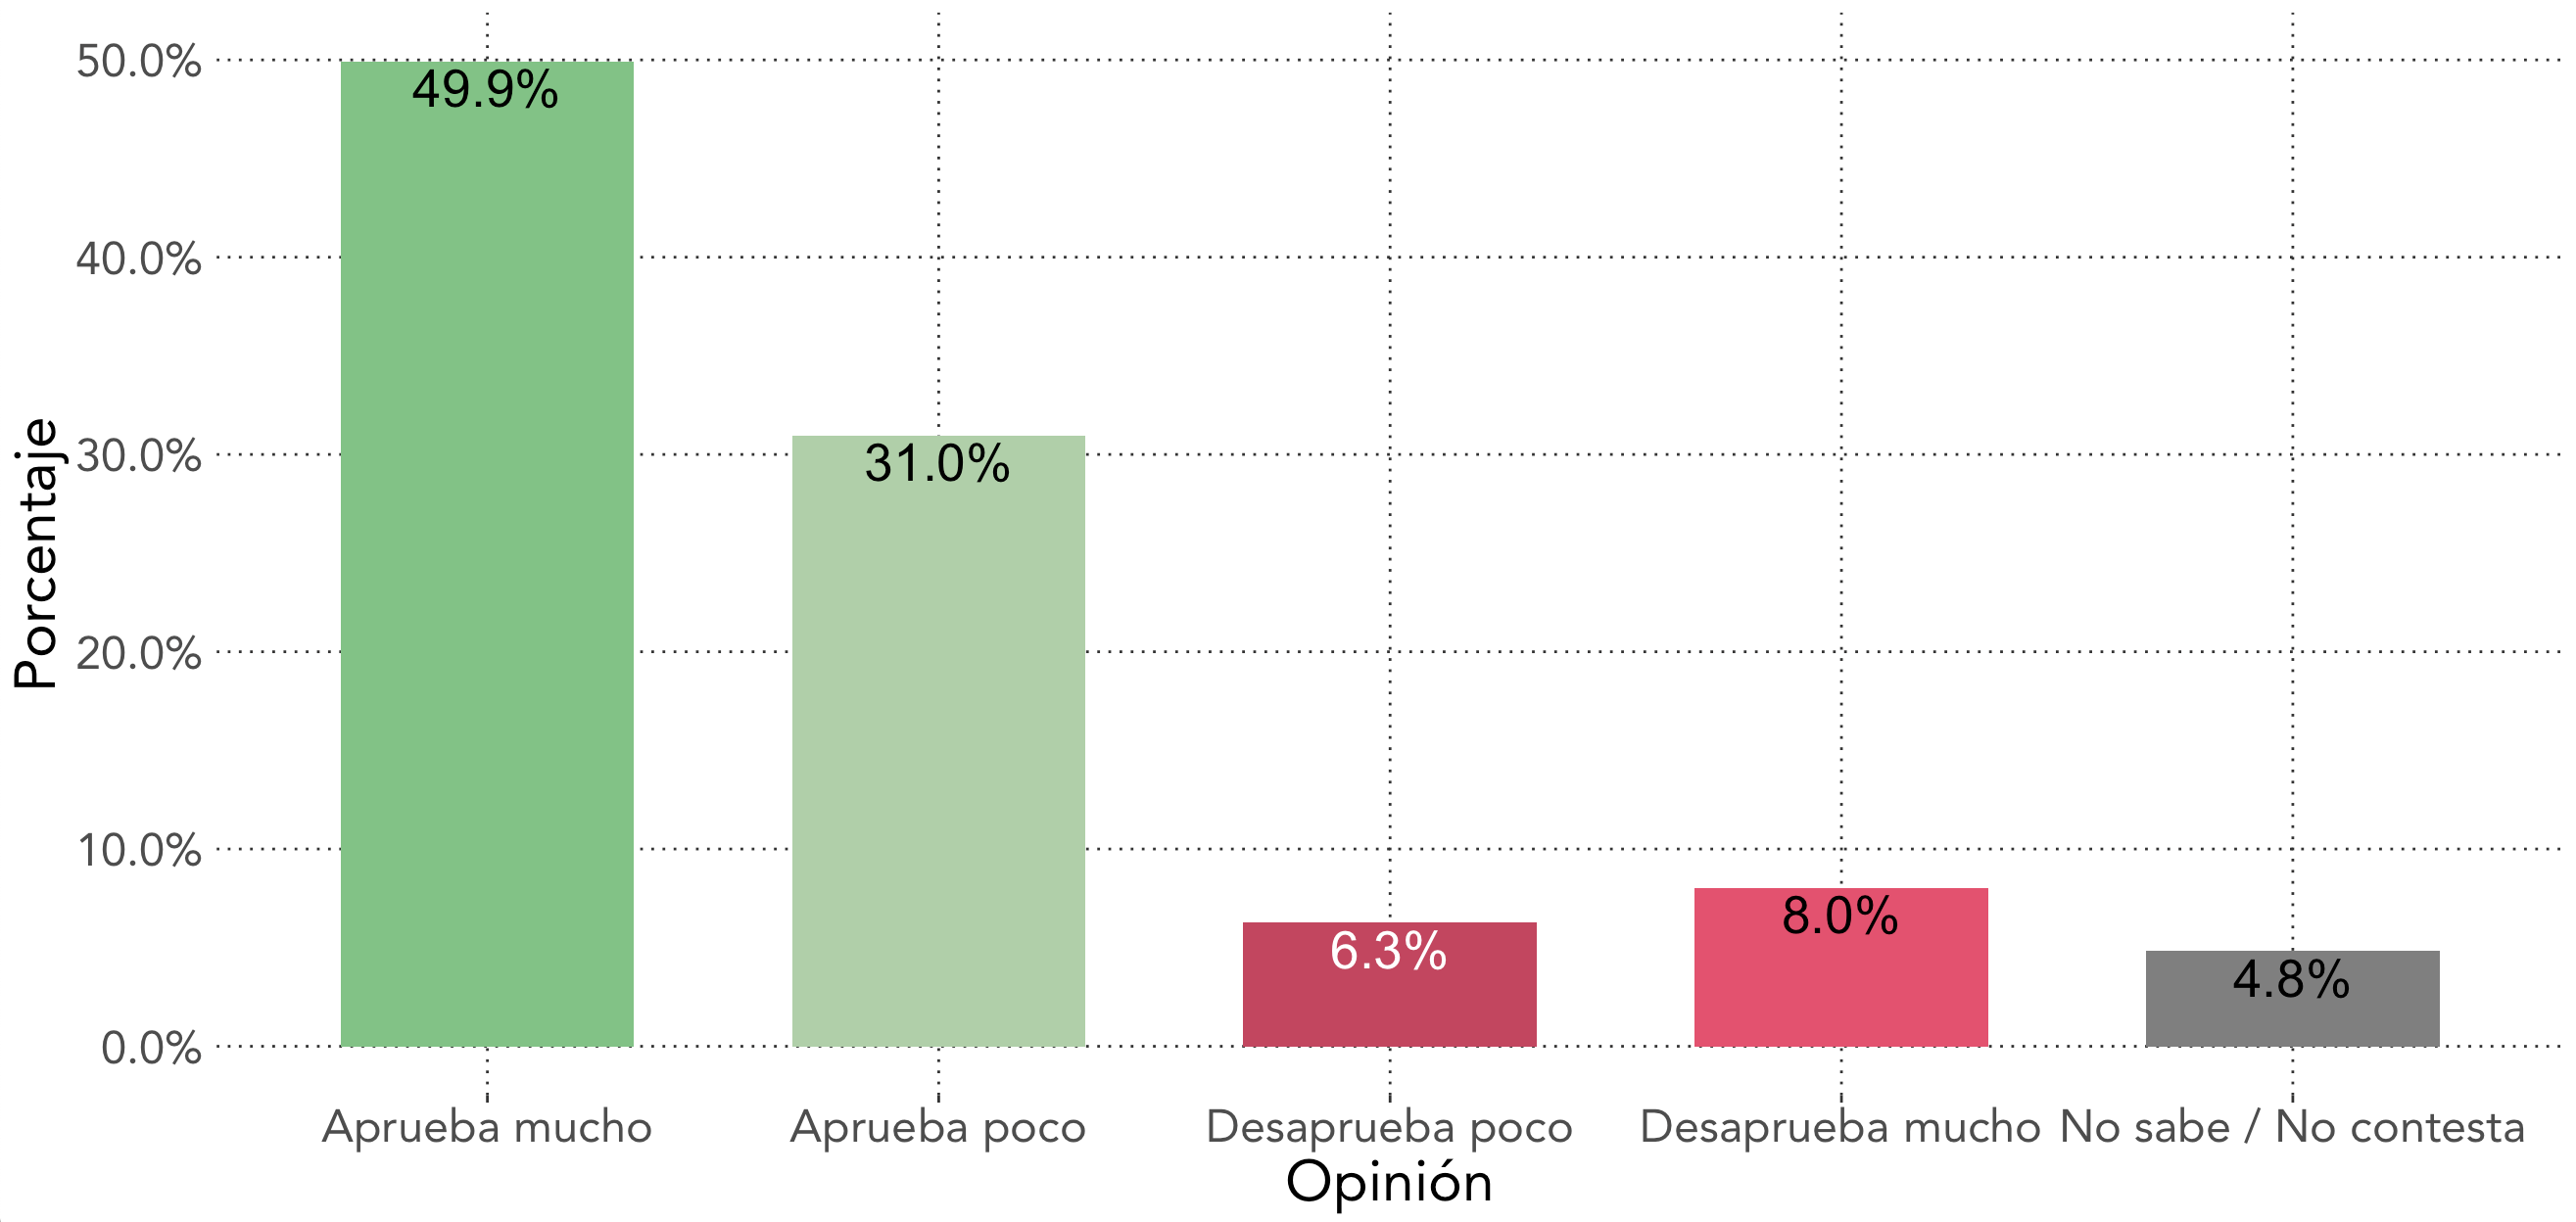 Porcentaje
50.0%
40.0%
30.0%
20.0%
10.0%
0.0%
49.9%
31.0%
6.3%
8.0%
4.8%
Aprueba mucho
Aprueba poco
Desaprueba poco
Desaprueba mucho
No sabe / No contesta
Opinión